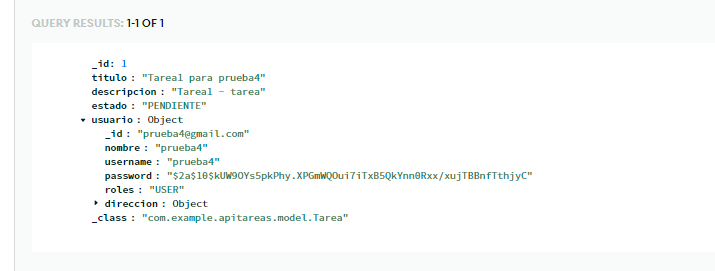 QUERY RESULTS: 1-1 OF 1
_id: 1
titulo : "Tarea1 para prueba4"
descripcion : "Tarea1 - tarea"
estado : "PENDIENTE"
usuario : Object
_id : "prueba4@gmail.com"
nombre : "prueba4"
username : "prueba4"
password : "$2a$10$kUW9OYs5pkPhy.XPGmWQOui7iTxB5QkYnn0Rxx/xujTBBnfTthjyC"
roles : "USER"
direccion : Object
_class : "com.example.apitareas.model.Tarea"